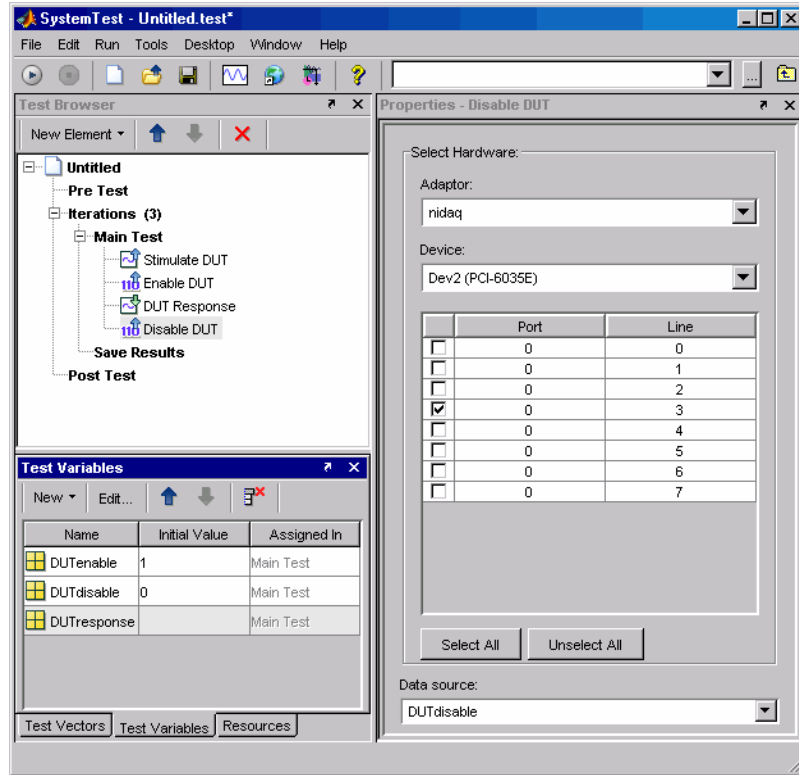 SystemTest - Untitled.test*
File Edit Run Tools Desktop Window Help
Test Browser
New Element
Untitled
Pre Test
Iterations (3)
Main Test
Stimulate DUT
Enable DUT
DUT Response
Disable DUT
Save Results
Post Test
Test Variables
New Edit...
Name Initial Value Assigned In
DUTenable 1 Main Test
DUTdisable 0 Main Test
DUTresponse Main Test
Test Vectors Test Variables Resources
Properties - Disable DUT
Select Hardware:
Adaptor:
nidaq
Device:
Dev2 (PCI-6035E)
Port Line
0 0
0 1
0 2
0 3
0 4
0 5
0 6
0 7
Select All Unselect All
Data source:
DUTdisable